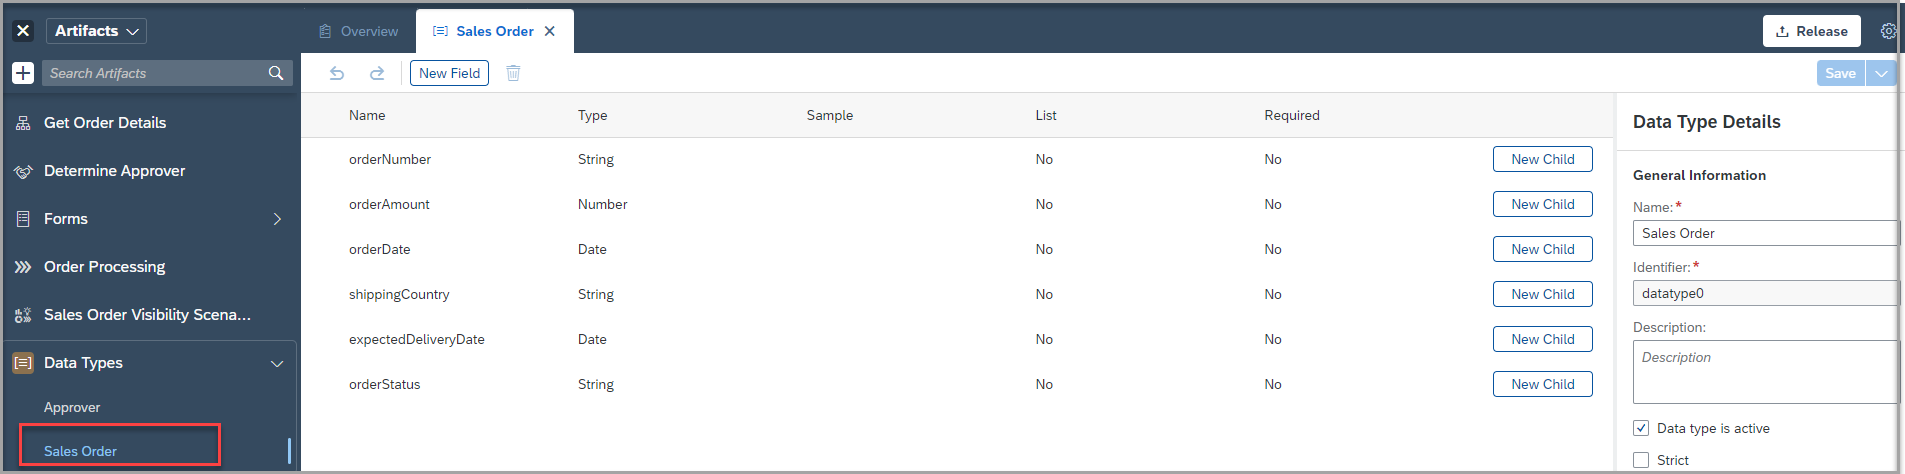 Artifacts
Search Artifacts
Get Order Details
Determine Approver
Forms
Order Processing
Sales Order Visibility Scena...
Data Types
Approver
Sales Order
Overview
Sales Order
Release
New Field
Save
Name Type Sample List Required
orderNumber String No No New Child
orderAmount Number No No New Child
orderDate Date No No New Child
shippingCountry String No No New Child
expectedDeliveryDate Date No No New Child
orderStatus String No No New Child
Data Type Details
General Information
Name: *
Sales Order
Identifier: *
datatype0
Description:
Description
Data type is active
Strict